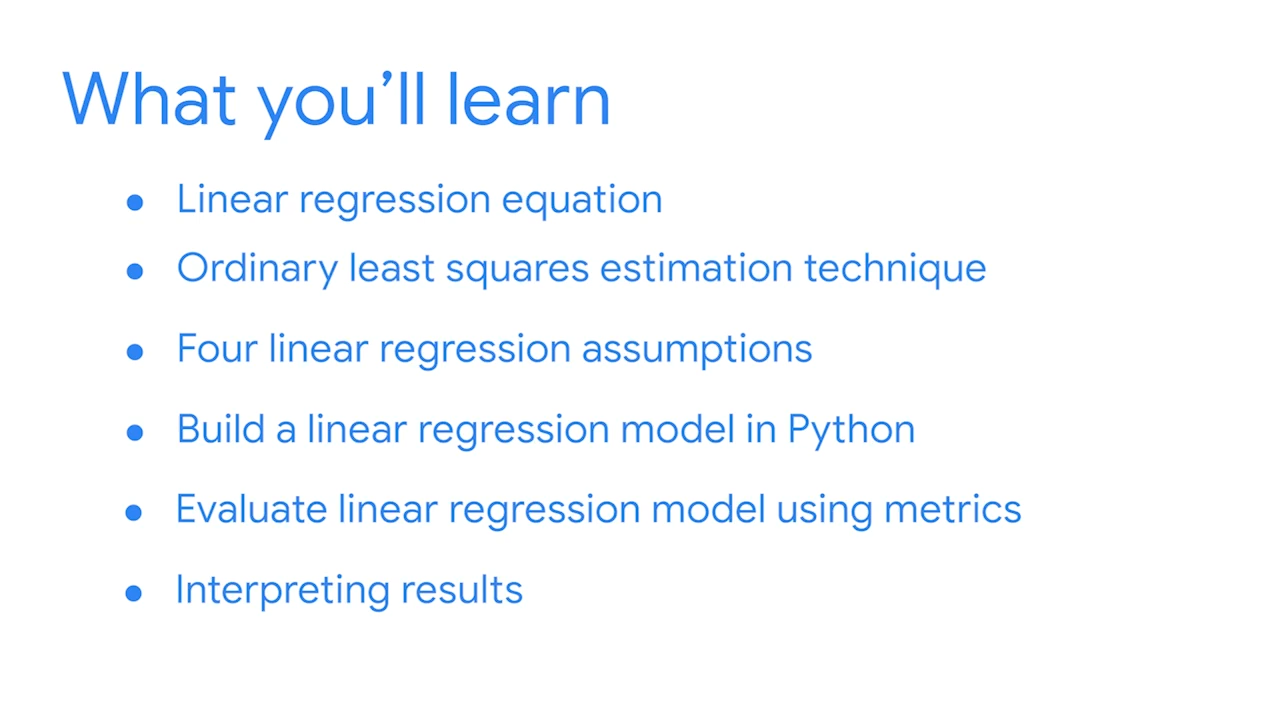 What you’ll learn
● Linear regression equation
● Ordinary least squares estimation technique
● Four linear regression assumptions
● Build a linear regression model in Python
● Evaluate linear regression model using metrics
● Interpreting results